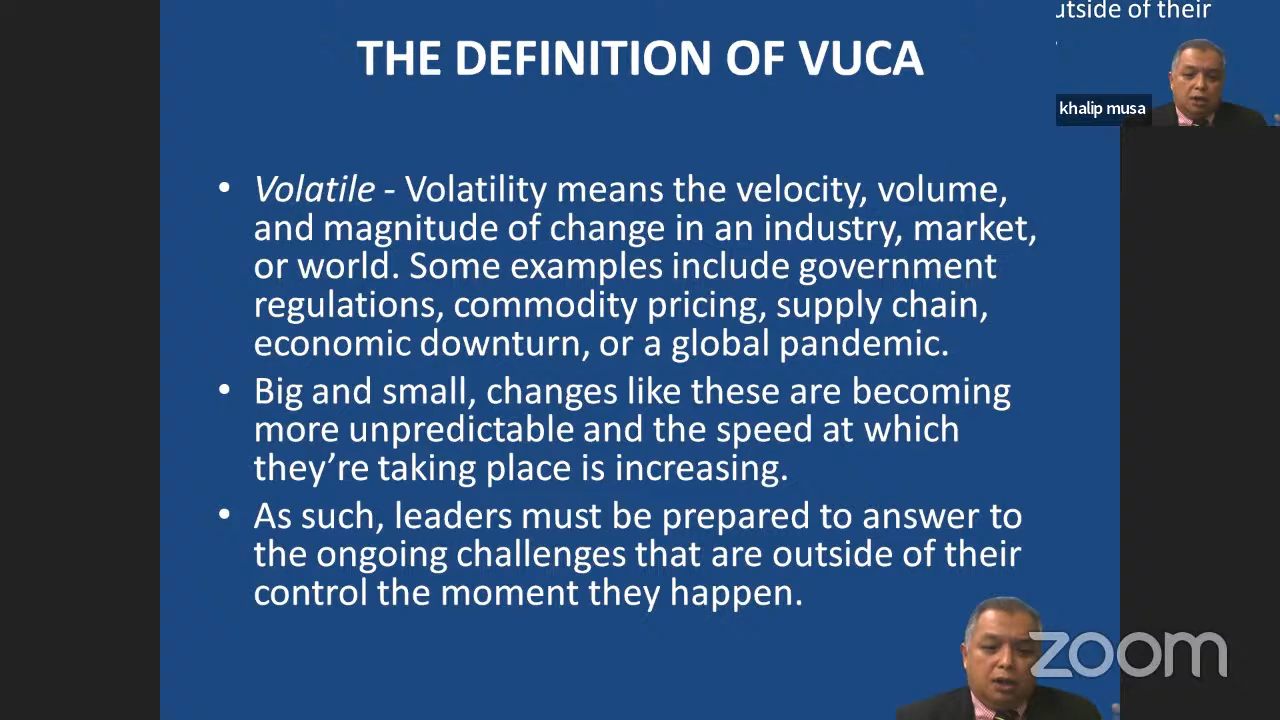 utside of their
THE DEFINITION OF VUCA
khalip musa
• Volatile - Volatility means the velocity, volume,
and magnitude of change in an industry, market,
or world. Some examples include government
regulations, commodity pricing, supply chain,
economic downturn, or a global pandemic.
• Big and small, changes like these are becoming
more unpredictable and the speed at which
they’re taking place is increasing.
• As such, leaders must be prepared to answer to
the ongoing challenges that are outside of their
control the moment they happen.
zoom